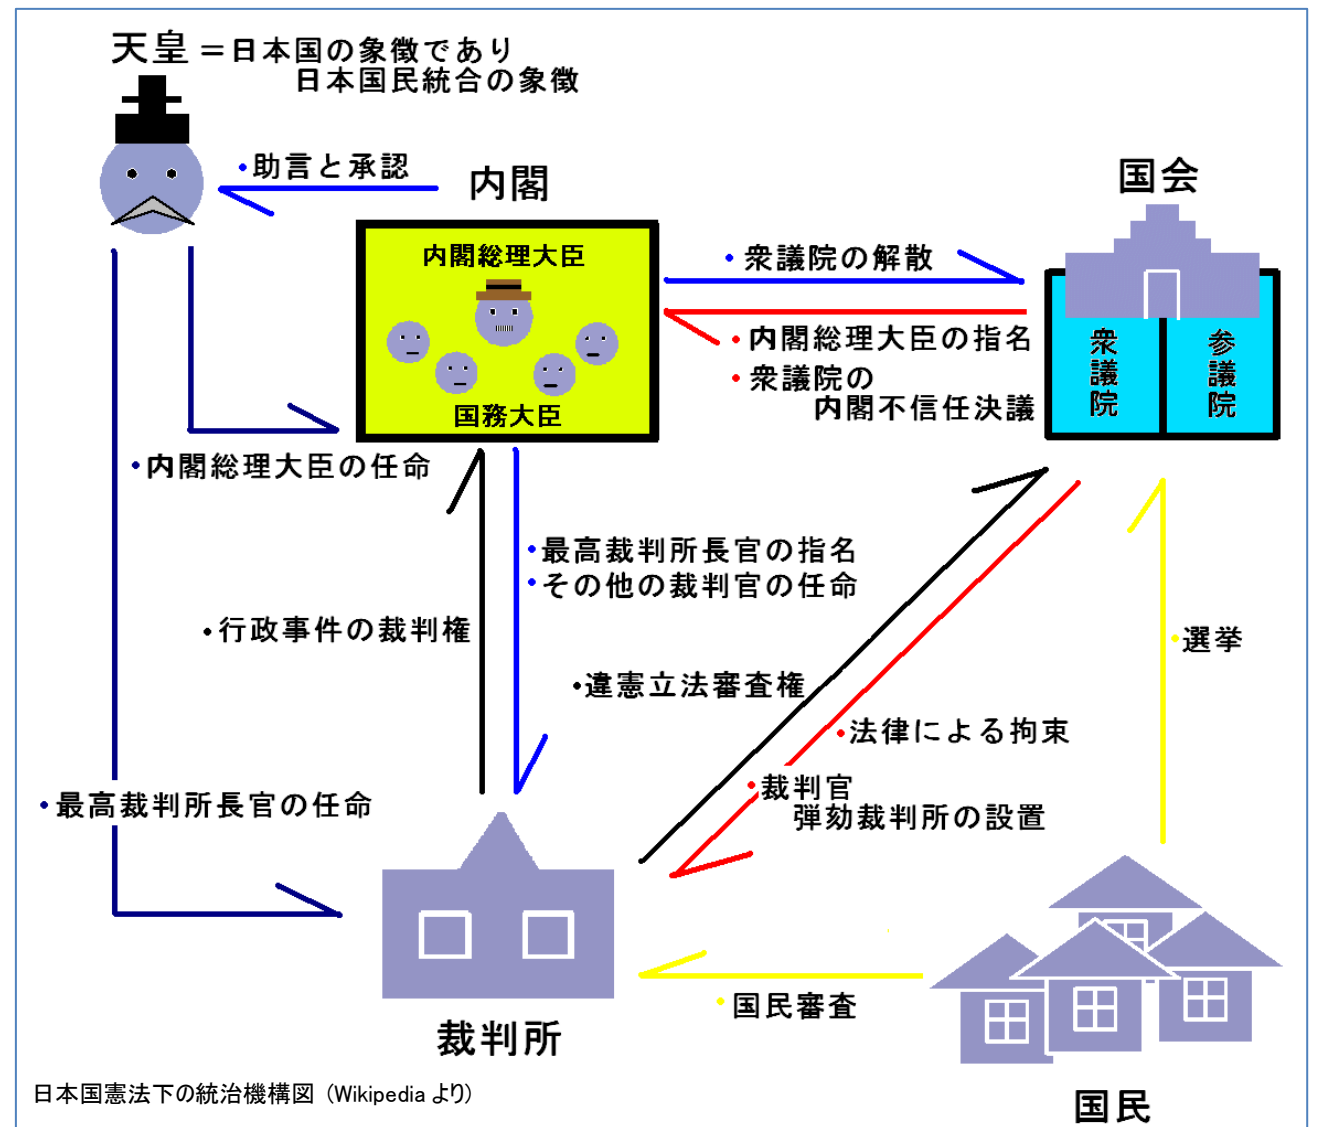 天皇＝日本国の象徴であり
日本国民統合の象徴
・助言と承認
内閣
国会
内閣総理大臣
国務大臣
・衆議院の解散
・内閣総理大臣の指名
・衆議院の
内閣不信任決議
衆議院
参議院
・内閣総理大臣の任命
・最高裁判所長官の指名
・その他の裁判官の任命
・行政事件の裁判権
・選挙
・違憲立法審査権
・法律による拘束
・裁判官
弾劾裁判所の設置
・最高裁判所長官の任命
・国民審査
裁判所
国民
日本国憲法下の統治機構図（Wikipedia より）